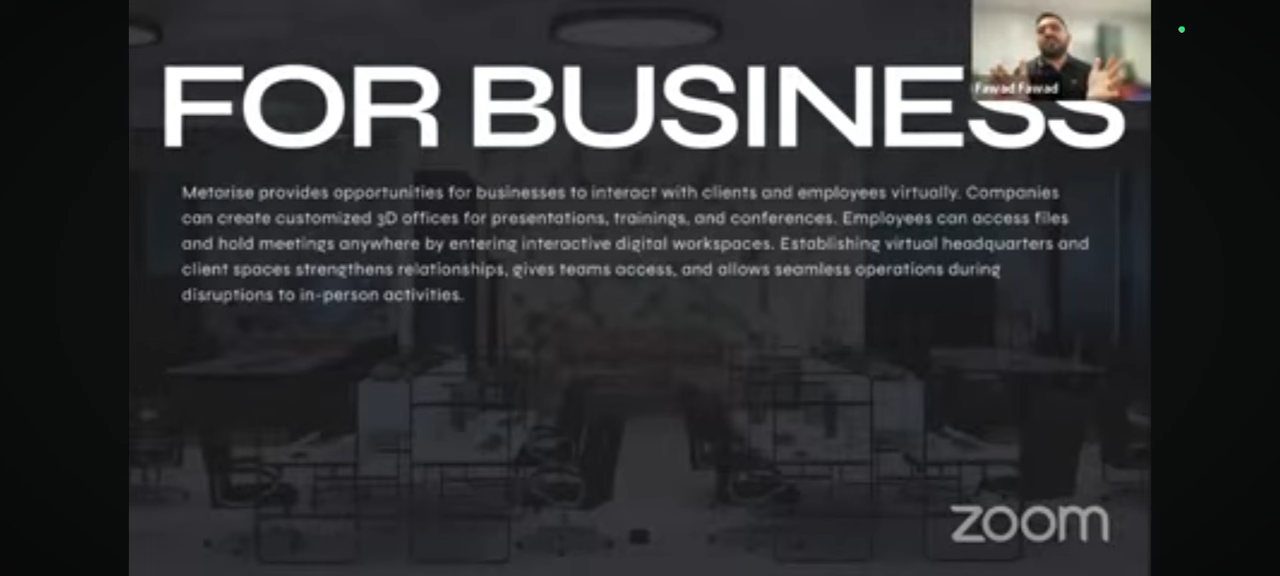 FOR BUSINESS
Fawad Fawad
Metarise provides opportunities for businesses to interact with clients and employees virtually. Companies
can create customized 3D offices for presentations, trainings, and conferences. Employees can access files
and hold meetings anywhere by entering interactive digital workspaces. Establishing virtual headquarters and
client spaces strengthens relationships, gives teams access, and allows seamless operations during
disruptions to in-person activities.
zoom